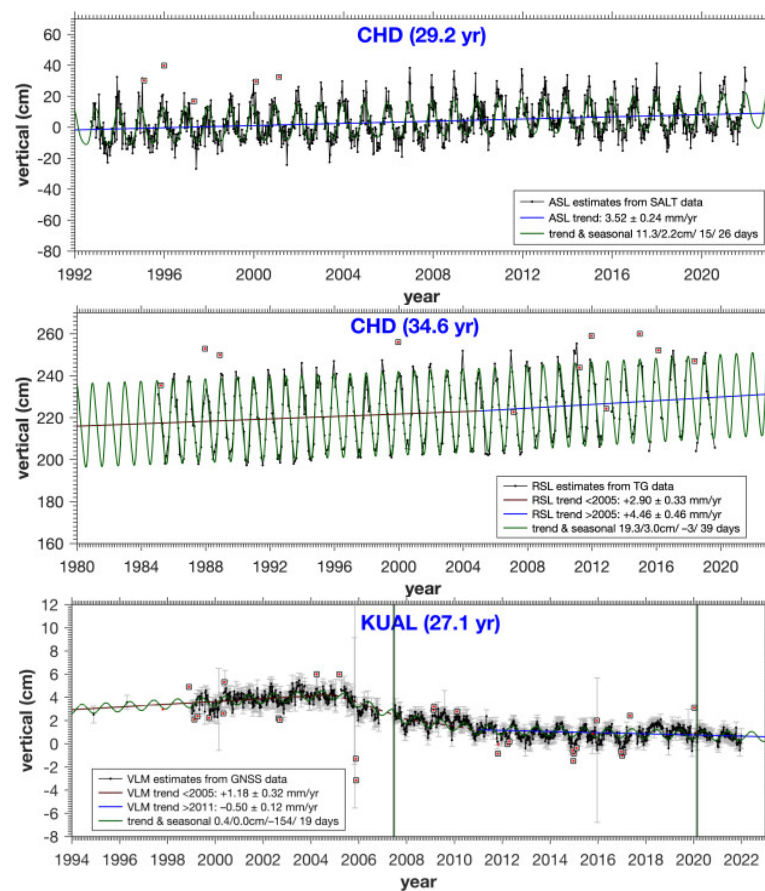 CHD (29.2 yr)
60
40
20
0
-20
-40
-60
-80
vertical (cm)
ASL estimates from SALT data
ASL trend: 3.52 ± 0.24 mm/yr
trend & seasonal 11.3/2.2cm/ 15/ 26 days
1992 1996 2000 2004 2008 2012 2016 2020
year
CHD (34.6 yr)
260
240
220
200
180
160
vertical (cm)
RSL estimates from TG data
RSL trend <2005: +2.90 ± 0.33 mm/yr
RSL trend >2005: +4.46 ± 0.46 mm/yr
trend & seasonal 19.3/3.0cm/ −3/ 39 days
1980 1984 1988 1992 1996 2000 2004 2008 2012 2016 2020
year
KUAL (27.1 yr)
12
10
8
6
4
2
0
-2
-4
-6
-8
vertical (cm)
VLM estimates from GNSS data
VLM trend <2005: +1.18 ± 0.32 mm/yr
VLM trend >2011: −0.50 ± 0.12 mm/yr
trend & seasonal 0.4/0.0cm/−154/ 19 days
1994 1996 1998 2000 2002 2004 2006 2008 2010 2012 2014 2016 2018 2020 2022
year